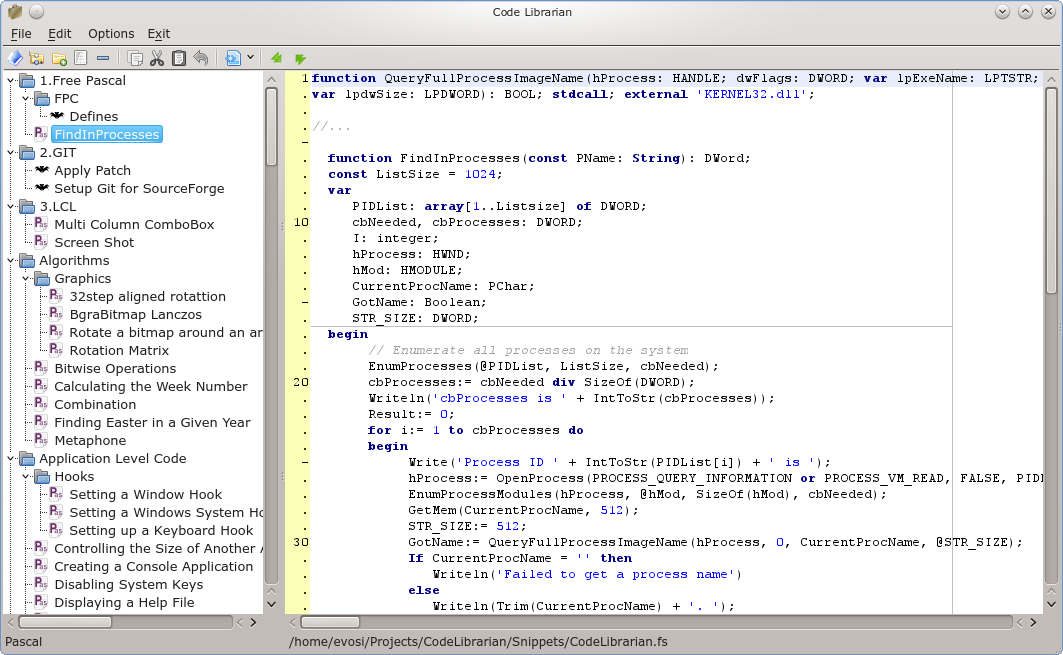 Code Librarian
File Edit Options Exit
1.Free Pascal
FPC
Defines
FindInProcesses
2.GIT
Apply Patch
Setup Git for SourceForge
3.LCL
Multi Column ComboBox
Screen Shot
Algorithms
Graphics
32step aligned rotattion
BgraBitmap Lanczos
Rotate a bitmap around an ar
Rotation Matrix
Bitwise Operations
Calculating the Week Number
Combination
Finding Easter in a Given Year
Metaphone
Application Level Code
Hooks
Setting a Window Hook
Setting a Windows System Ho
Setting up a Keyboard Hook
Controlling the Size of Another A
Creating a Console Application
Disabling System Keys
Displaying a Help File
1 function QueryFullProcessImageName(hProcess: HANDLE; dwFlags: DWORD; var lpExeName: LPTSTR;
. var lpdwSize: LPDWORD): BOOL; stdcall; external 'KERNEL32.dll';
.
. //...
-
. function FindInProcesses(const PName: String): DWord;
. const ListSize = 1024;
. var
. PIDList: array[1..Listsize] of DWORD;
10 cbNeeded, cbProcesses: DWORD;
. I: integer;
. hProcess: HWND;
. hMod: HMODULE;
. CurrentProcName: PChar;
- GotName: Boolean;
. STR_SIZE: DWORD;
. begin
. // Enumerate all processes on the system
. EnumProcesses(@PIDList, ListSize, cbNeeded);
20 cbProcesses:= cbNeeded div SizeOf(DWORD);
. Writeln('cbProcesses is ' + IntToStr(cbProcesses));
. Result:= 0;
. for i:= 1 to cbProcesses do
. begin
- Write('Process ID ' + IntToStr(PIDList[i]) + ' is ');
. hProcess:= OpenProcess(PROCESS_QUERY_INFORMATION or PROCESS_VM_READ, FALSE, PID
. EnumProcessModules(hProcess, @hMod, SizeOf(hMod), cbNeeded);
. GetMem(CurrentProcName, 512);
. STR_SIZE:= 512;
30 GotName:= QueryFullProcessImageName(hProcess, 0, CurrentProcName, @STR_SIZE);
. If CurrentProcName = '' then
. Writeln('Failed to get a process name')
. else
. Writeln(Trim(CurrentProcName) + '. ');
Pascal
/home/evosi/Projects/CodeLibrarian/Snippets/CodeLibrarian.fs